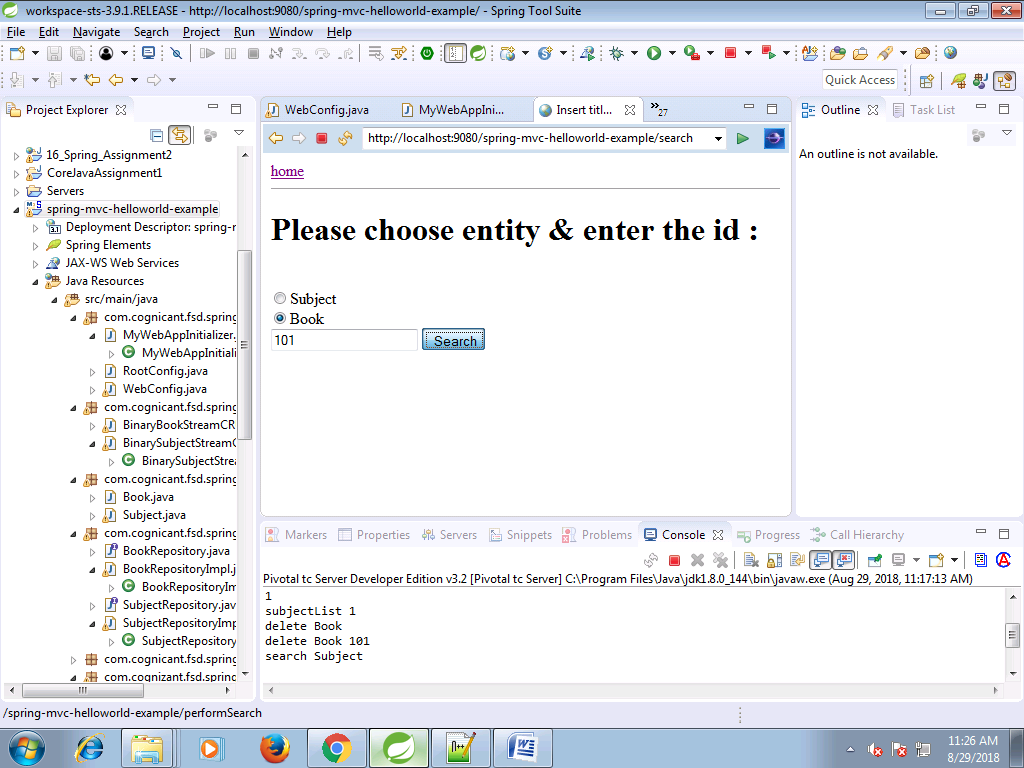 workspace-sts-3.9.1.RELEASE - http://localhost:9080/spring-mvc-helloworld-example/ - Spring Tool Suite
File Edit Navigate Search Project Run Window Help
Quick Access
Project Explorer
16_Spring_Assignment2
CoreJavaAssignment1
Servers
spring-mvc-helloworld-example
Deployment Descriptor: spring-r
Spring Elements
JAX-WS Web Services
Java Resources
src/main/java
com.cognicant.fsd.spring
MyWebAppInitializer.
MyWebAppInitiali
RootConfig.java
WebConfig.java
com.cognicant.fsd.spring
BinaryBookStreamCR
BinarySubjectStreamC
BinarySubjectStrea
com.cognicant.fsd.spring
Book.java
Subject.java
com.cognicant.fsd.spring
BookRepository.java
BookRepositoryImpl.j
BookRepositoryIm
SubjectRepository.jav
SubjectRepositoryImp
SubjectRepository
com.cognicant.fsd.spring
com.cognizant.fsd.spring
WebConfig.java MyWebAppIni... Insert titl... »27
http://localhost:9080/spring-mvc-helloworld-example/search
home
Please choose entity & enter the id :
Subject
Book
101 Search
Outline Task List
An outline is not available.
Markers Properties Servers Snippets Problems Console Progress Call Hierarchy
Pivotal tc Server Developer Edition v3.2 [Pivotal tc Server] C:\Program Files\Java\jdk1.8.0_144\bin\javaw.exe (Aug 29, 2018, 11:17:13 AM)
1
subjectList 1
delete Book
delete Book 101
search Subject
/spring-mvc-helloworld-example/performSearch
11:26 AM
8/29/2018